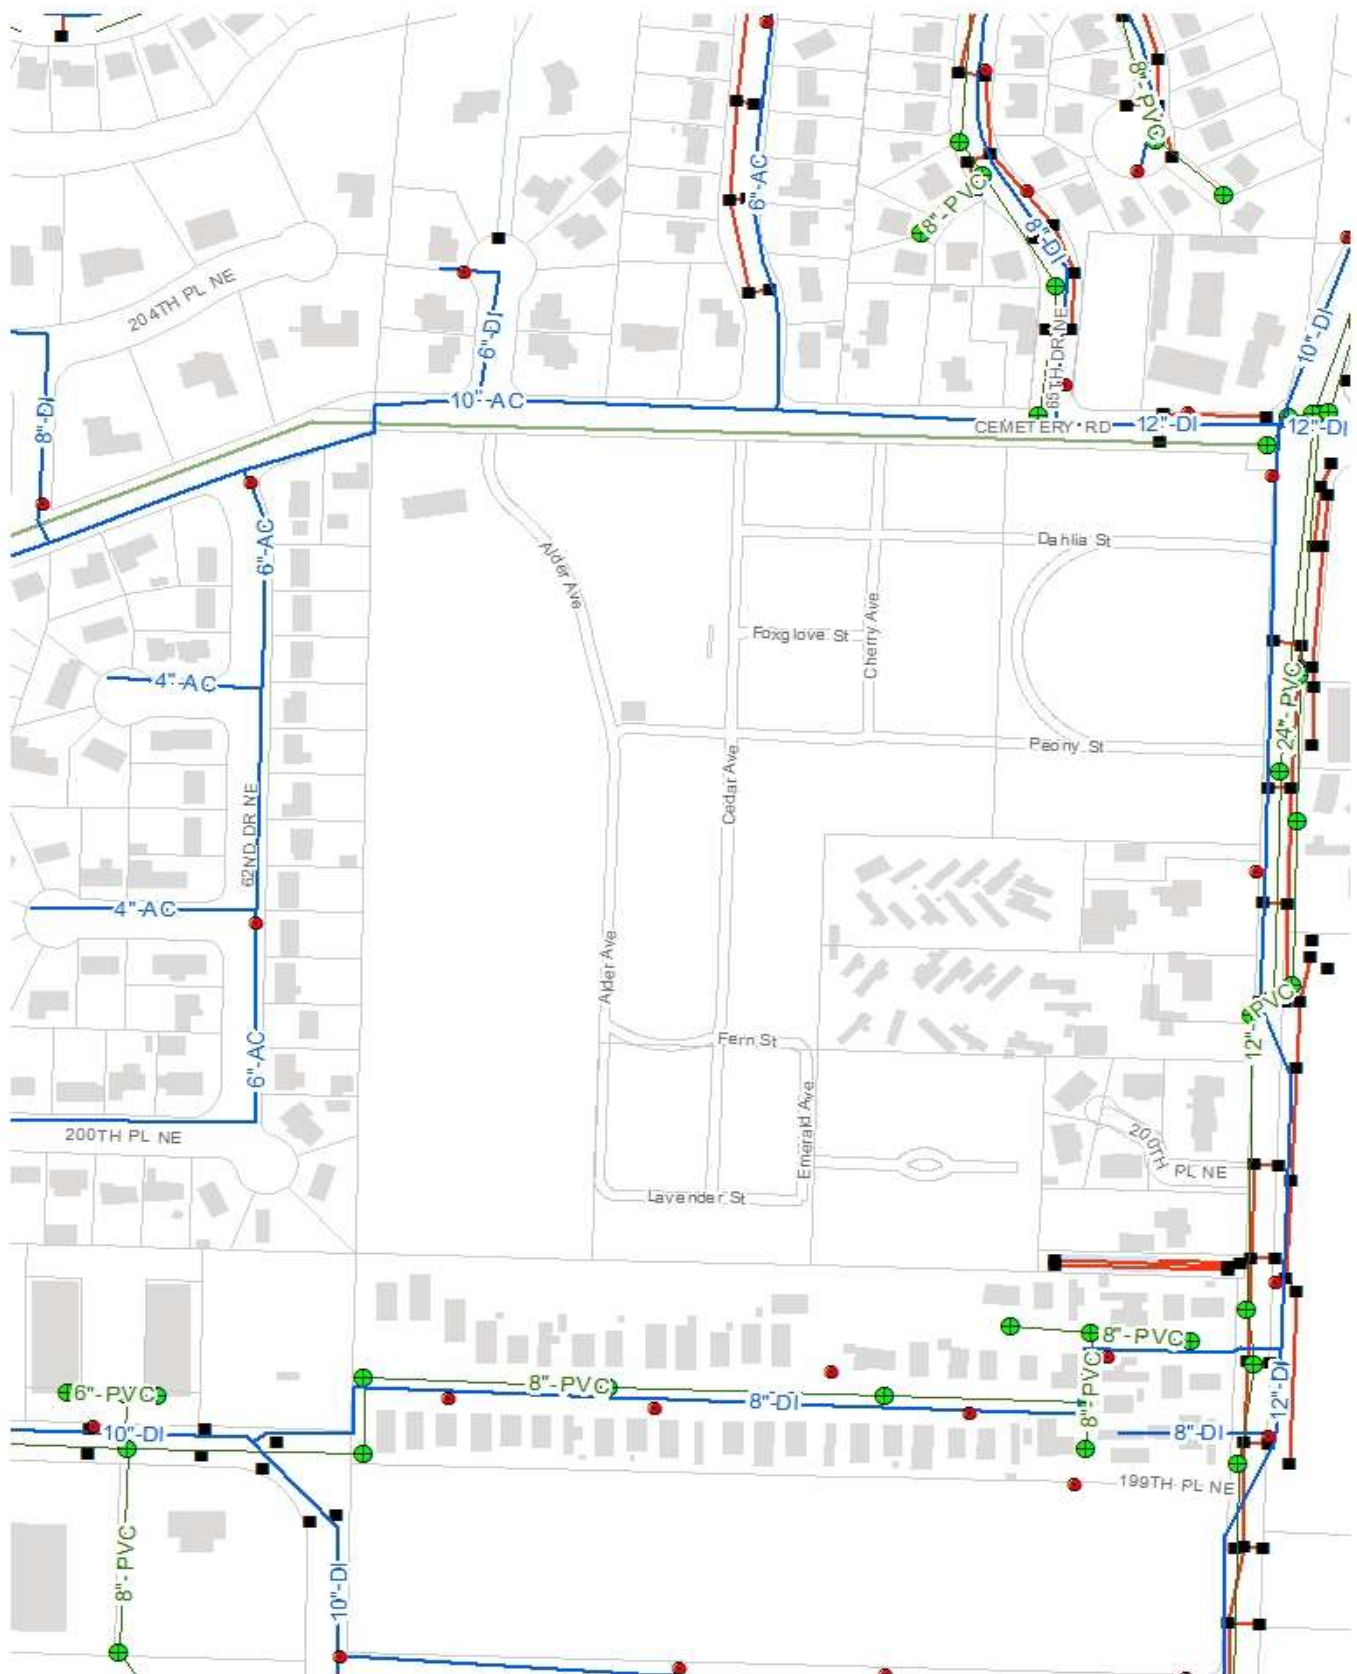 8"-PVC
6"-AC
8"-PVC
8"-DI
204TH PL NE
6"-DI
10"-DI
65TH DR NE
8"-DI
10"-AC
CEMETERY RD
12"-DI
12"-DI
6"-AC
Alder Ave
Dahlia St
Foxglove St
Cherry Ave
4"-AC
24"-PVC
Peony St
Cedar Ave
62ND DR NE
4"-AC
Alder Ave
12"-PVC
Fern St
6"-AC
Emerald Ave
200TH PL NE
200TH PL NE
Lavender St
8"-PVC
8"-PVC
6"-PVC
8"-PVC
8"-DI
12"-DI
10"-DI
8"-DI
199TH PL NE
8"-PVC
10"-DI